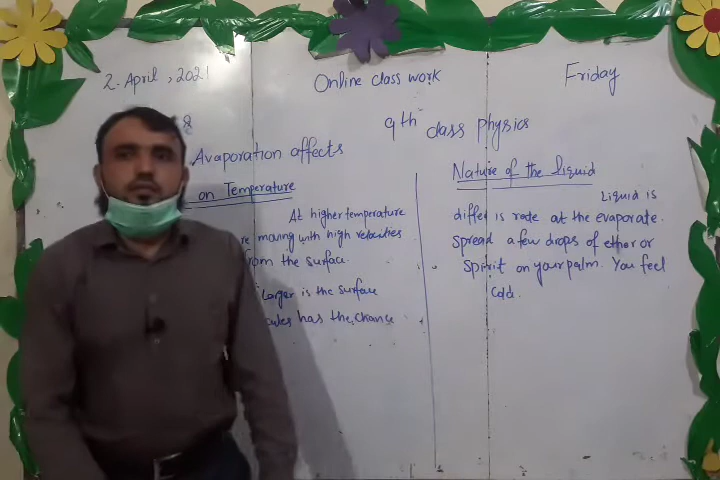 2. April, 2021
Online class work
Friday
9th class physics
Avaporation affects
on Temperature
At higher temperature
re moving with high velocities
from the surface.
Larger is the surface
has the chance
Nature of the liquid
Liquid is
differ is rate at the evaporate.
spread a few drops of ether or
spirit on your palm. You feel
Cold.